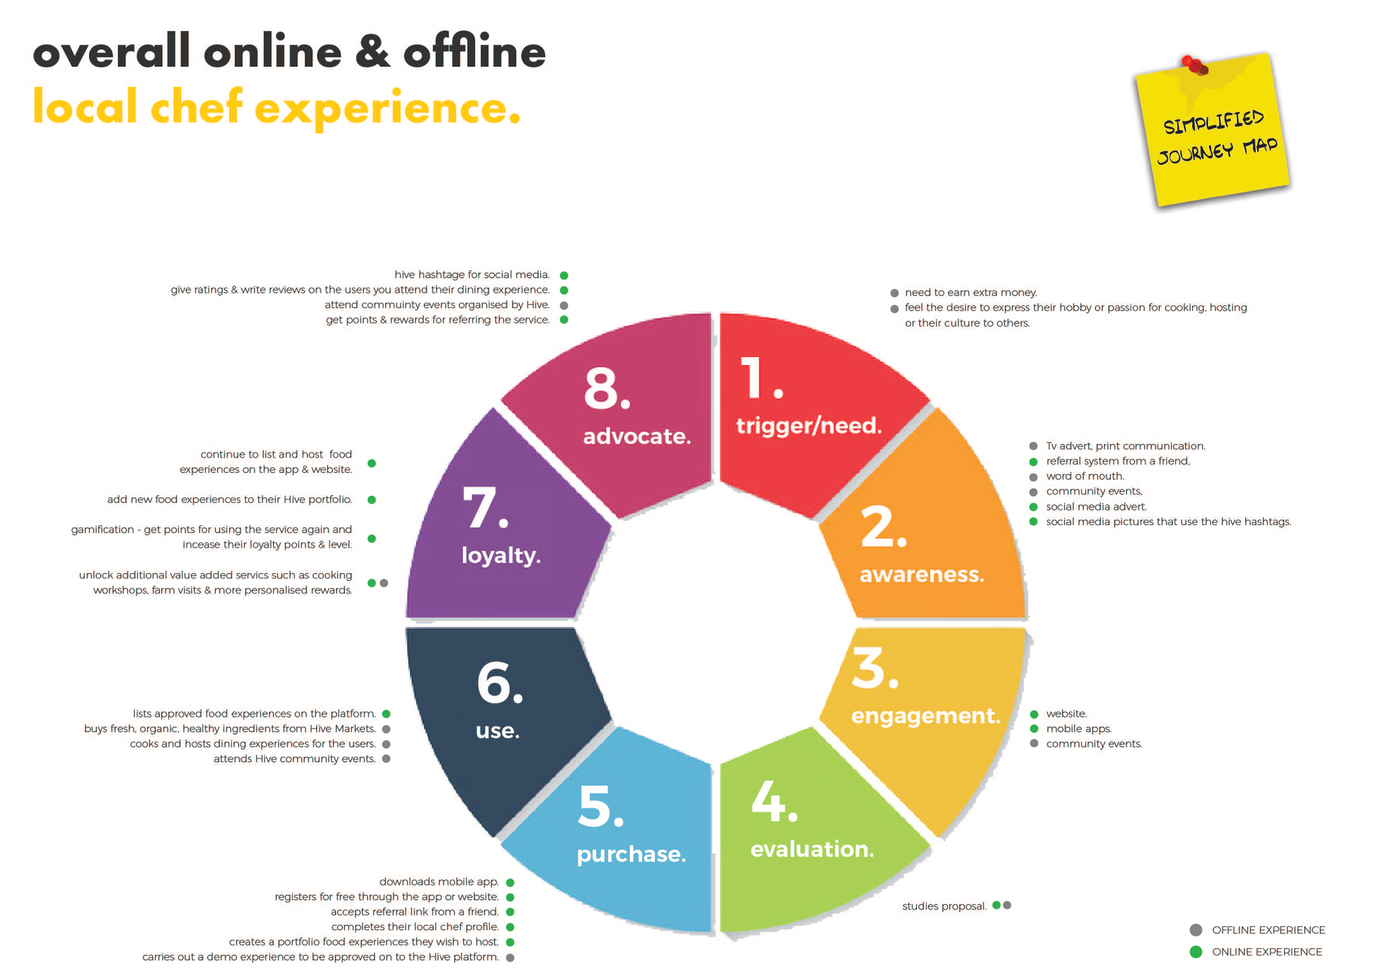 overall online & offline
local chef experience.
SIMPLIFIED
JOURNEY MAP
hive hashtage for social media.
give ratings & write reviews on the users you attend their dining experience.
attend commuinty events organised by Hive.
get points & rewards for referring the service.
need to earn extra money.
feel the desire to express their hobby or passion for cooking, hosting
or their culture to others.
1.
trigger/need.
2.
awareness.
Tv advert, print communication.
referral system from a friend,
word of mouth.
community events,
social media advert.
social media pictures that use the hive hashtags.
3.
engagement.
website.
mobile apps.
community events.
4.
evaluation.
studies proposal.
5.
purchase.
downloads mobile app.
registers for free through the app or website.
accepts referral link from a friend.
completes their local chef profile.
creates a portfolio food experiences they wish to host.
carries out a demo experience to be approved on to the Hive platform.
6.
use.
lists approved food experiences on the platform.
buys fresh, organic, healthy ingredients from Hive Markets.
cooks and hosts dining experiences for the users.
attends Hive community events.
7.
loyalty.
continue to list and host food
experiences on the app & website.
add new food experiences to their Hive portfolio.
gamification - get points for using the service again and
incease their loyalty points & level.
unlock additional value added servics such as cooking
workshops, farm visits & more personalised rewards.
8.
advocate.
OFFLINE EXPERIENCE
ONLINE EXPERIENCE